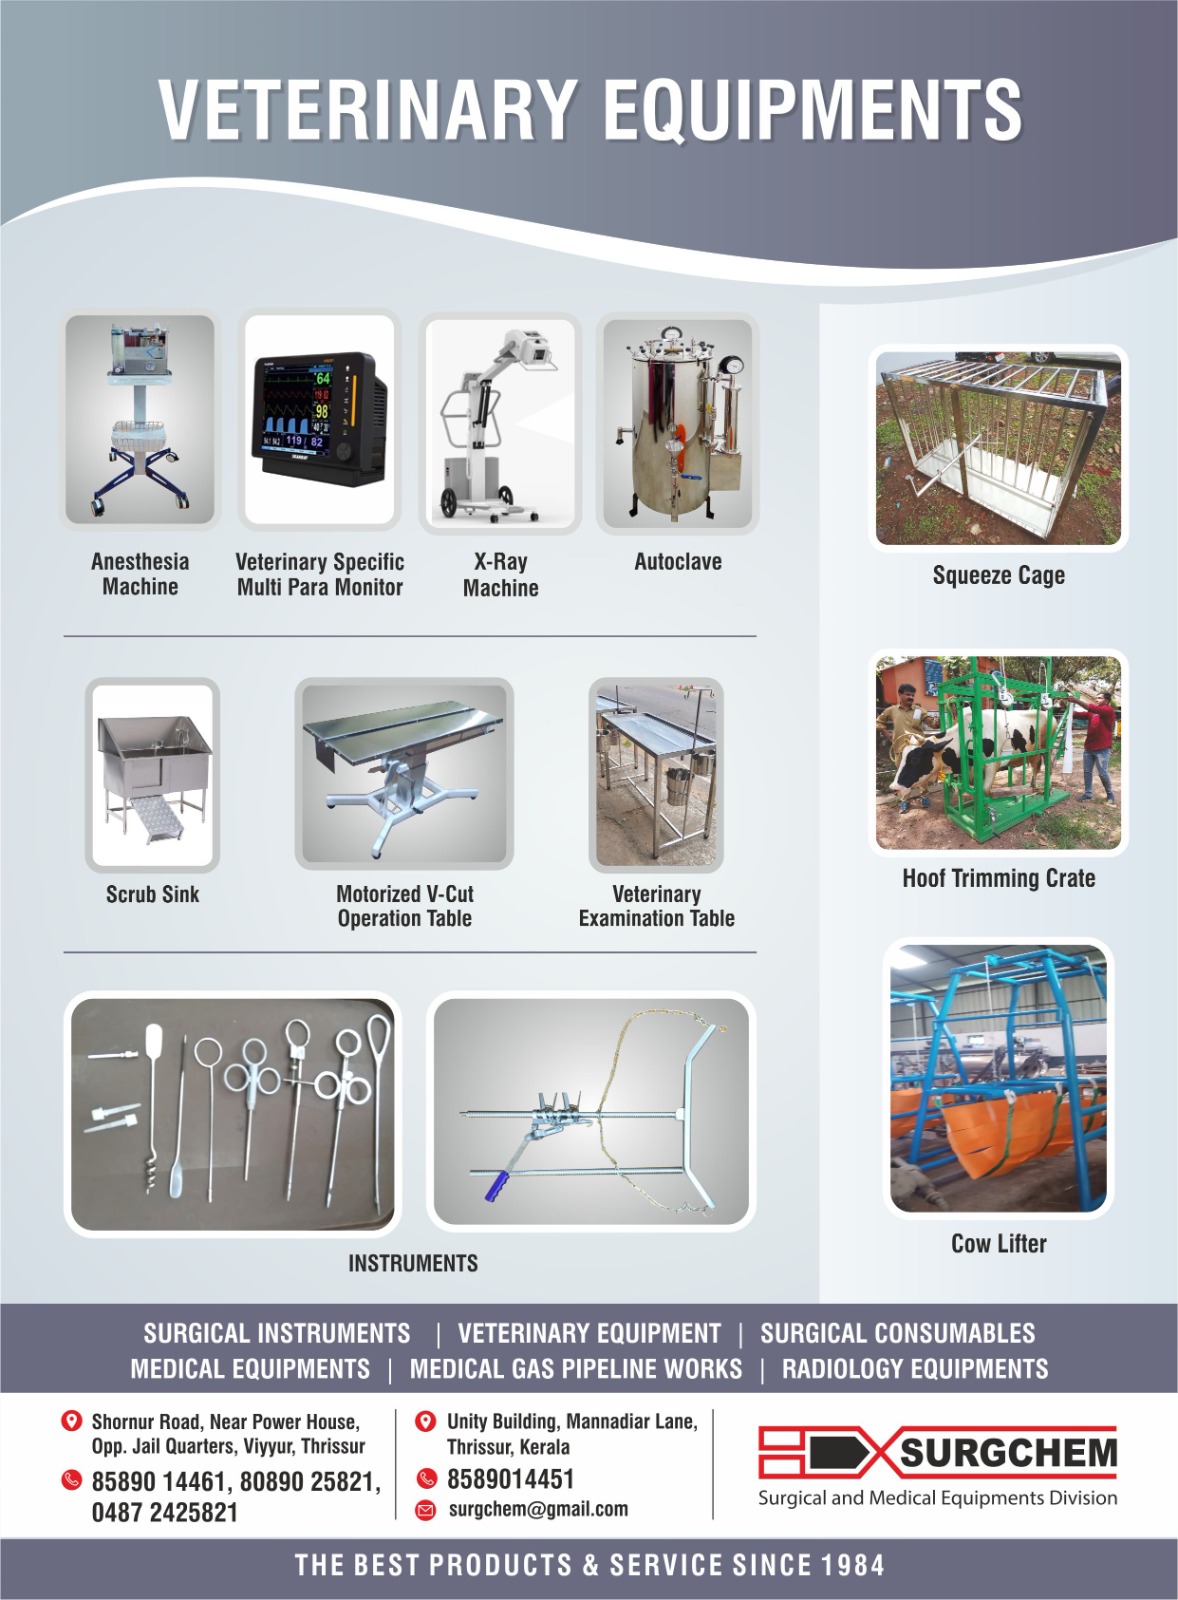 VETERINARY EQUIPMENTS
64
98
119 / 82
Anesthesia
Machine
Veterinary Specific
Multi Para Monitor
X-Ray
Machine
Autoclave
Squeeze Cage
Scrub Sink
Motorized V-Cut
Operation Table
Veterinary
Examination Table
Hoof Trimming Crate
INSTRUMENTS
Cow Lifter
SURGICAL INSTRUMENTS | VETERINARY EQUIPMENT | SURGICAL CONSUMABLES
MEDICAL EQUIPMENTS | MEDICAL GAS PIPELINE WORKS | RADIOLOGY EQUIPMENTS
Shornur Road, Near Power House,
Opp. Jail Quarters, Viyyur, Thrissur
85890 14461, 80890 25821,
0487 2425821
Unity Building, Mannadiar Lane,
Thrissur, Kerala
8589014451
surgchem@gmail.com
SURGCHEM
Surgical and Medical Equipments Division
THE BEST PRODUCTS & SERVICE SINCE 1984